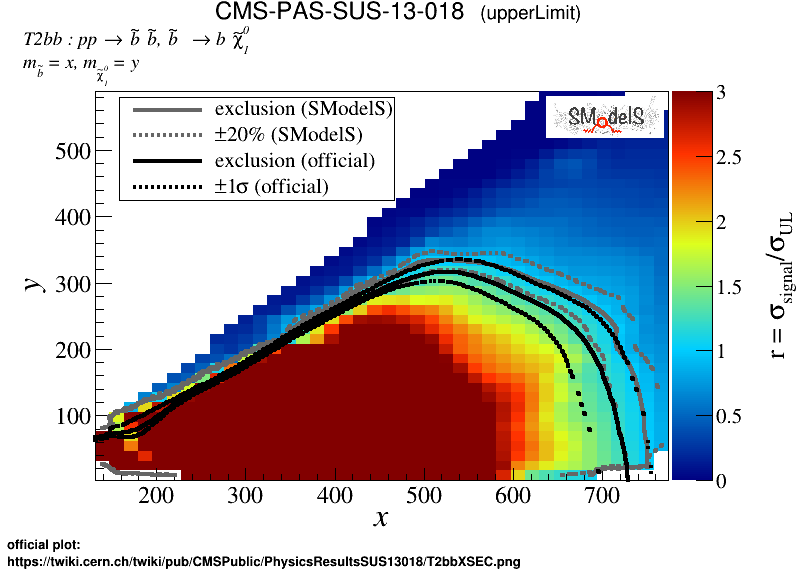 CMS-PAS-SUS-13-018 (upperLimit)
T2bb : pp → b̃ b̃, b̃ → b χ̃⁰₁
m_b̃ = x, m_χ̃⁰₁ = y
exclusion (SModelS)
±20% (SModelS)
exclusion (official)
±1σ (official)
SModelS
500
400
300
200
100
y
200 300 400 500 600 700
x
3
2.5
2
1.5
1
0.5
0
r = σ_signal/σ_UL
official plot:
https://twiki.cern.ch/twiki/pub/CMSPublic/PhysicsResultsSUS13018/T2bbXSEC.png